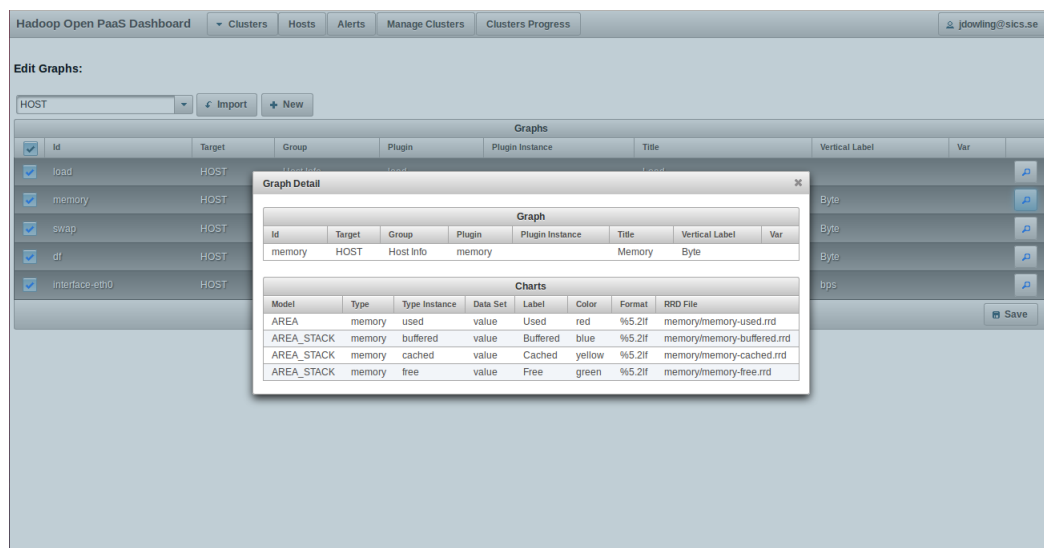 Hadoop Open PaaS Dashboard Clusters Hosts Alerts Manage Clusters Clusters Progress jdowling@sics.se
Edit Graphs:
HOST Import New
Graphs
Id Target Group Plugin Plugin Instance Title Vertical Label Var
load HOST Host Info load Load
memory HOST Byte
swap HOST Byte
df HOST Byte
interface-eth0 HOST bps
Save
Graph Detail
Graph
Id Target Group Plugin Plugin Instance Title Vertical Label Var
memory HOST Host Info memory Memory Byte
Charts
Model Type Type Instance Data Set Label Color Format RRD File
AREA memory used value Used red %5.2lf memory/memory-used.rrd
AREA_STACK memory buffered value Buffered blue %5.2lf memory/memory-buffered.rrd
AREA_STACK memory cached value Cached yellow %5.2lf memory/memory-cached.rrd
AREA_STACK memory free value Free green %5.2lf memory/memory-free.rrd